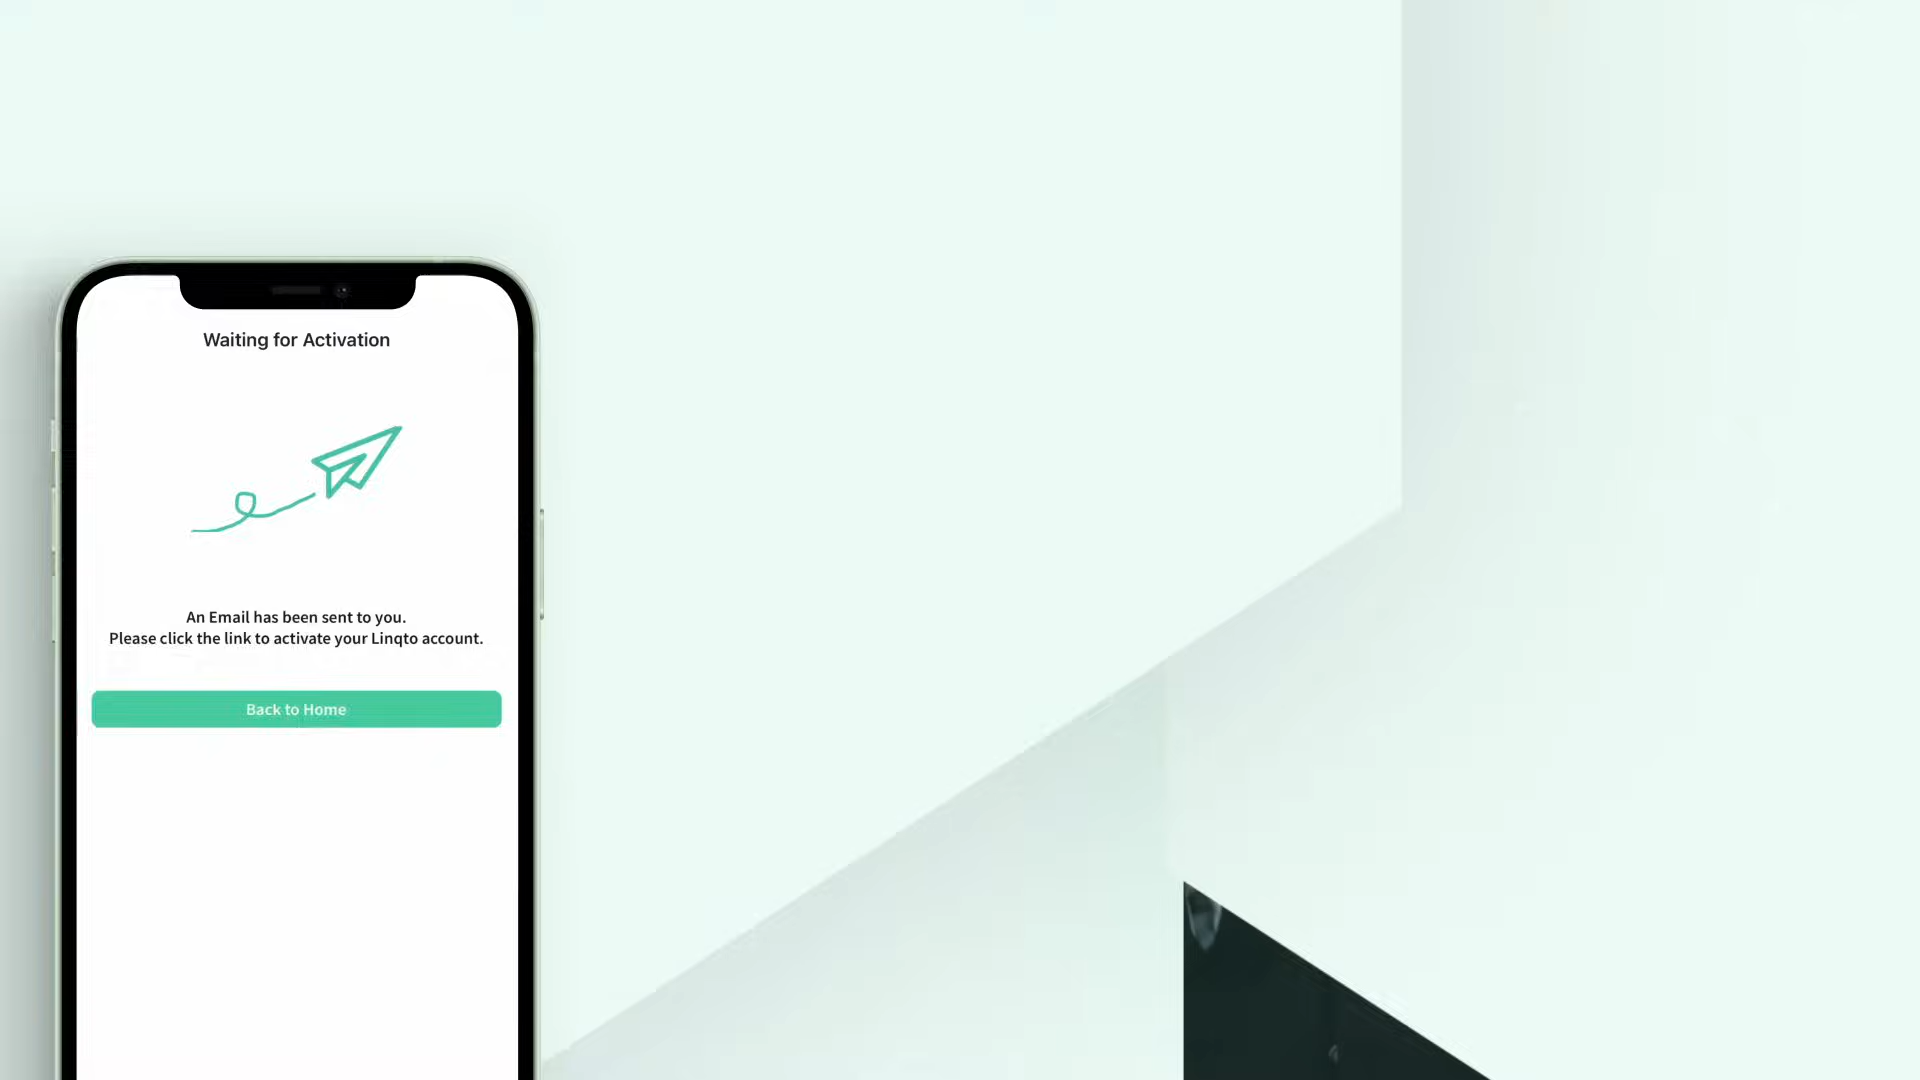 Waiting for Activation
An Email has been sent to you.
Please click the link to activate your Linqto account.
Back to Home